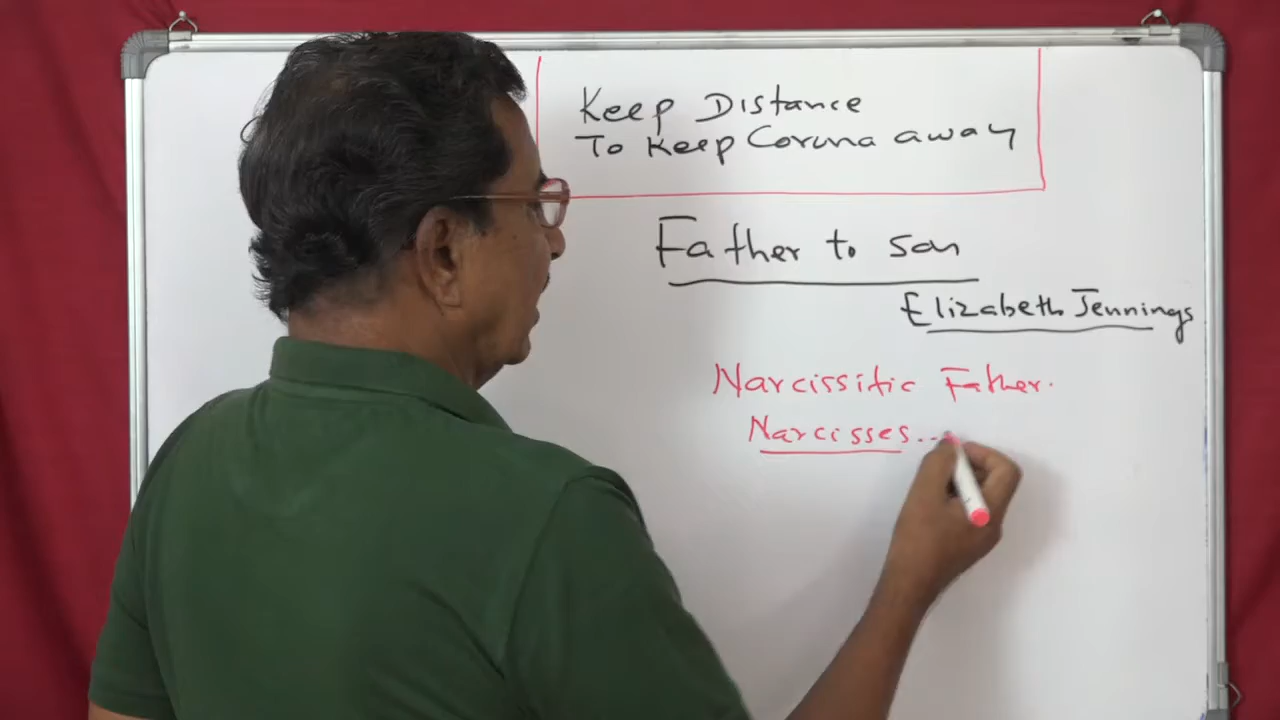 Keep Distance
To Keep Corona away
Father to son
Elizabeth Jennings
Narcissitic Father.
Narcisses...